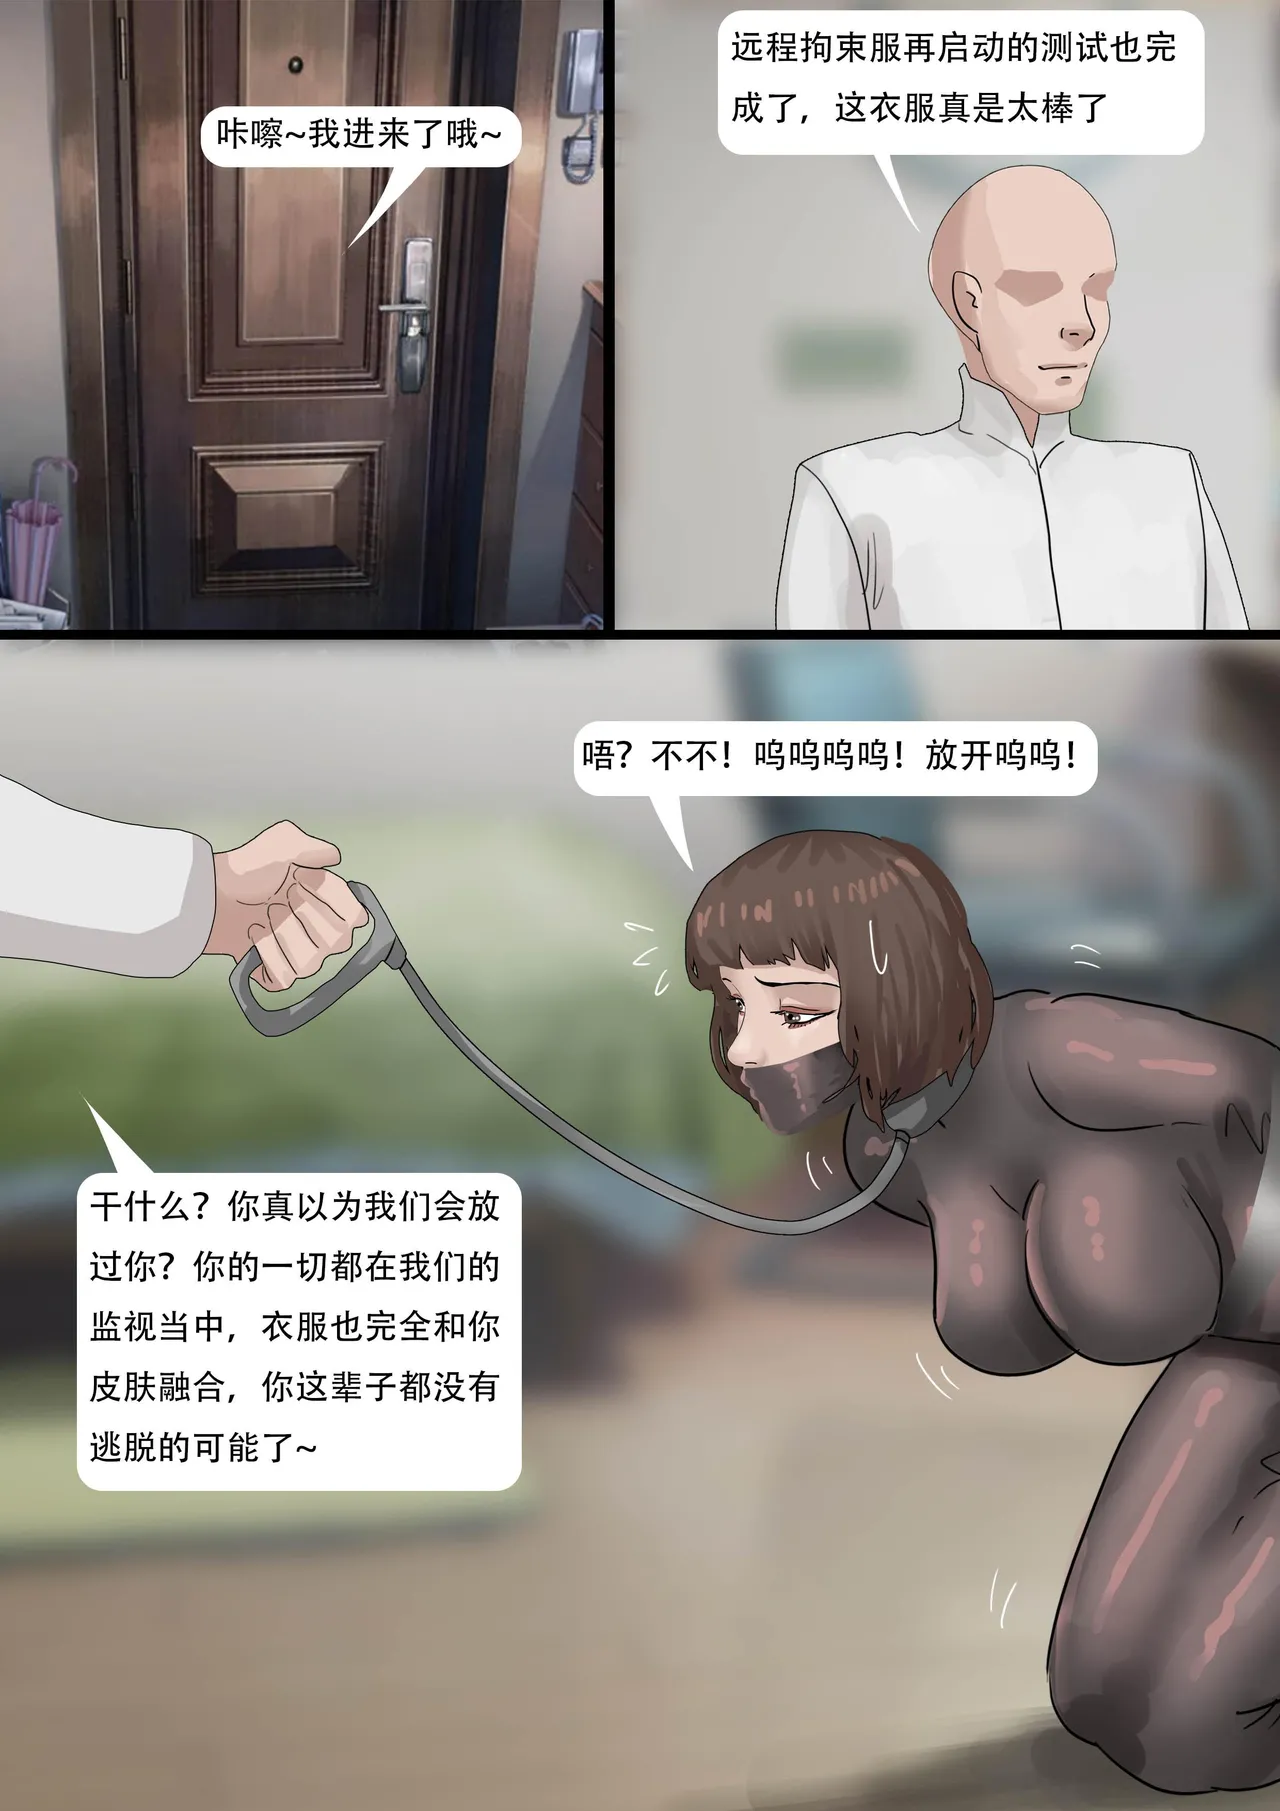 咔嚓~我进来了哦~
远程拘束服再启动的测试也完
成了，这衣服真是太棒了
唔？不不！呜呜呜呜！放开呜呜！
干什么？你真以为我们会放
过你？你的一切都在我们的
监视当中，衣服也完全和你
皮肤融合，你这辈子都没有
逃脱的可能了~